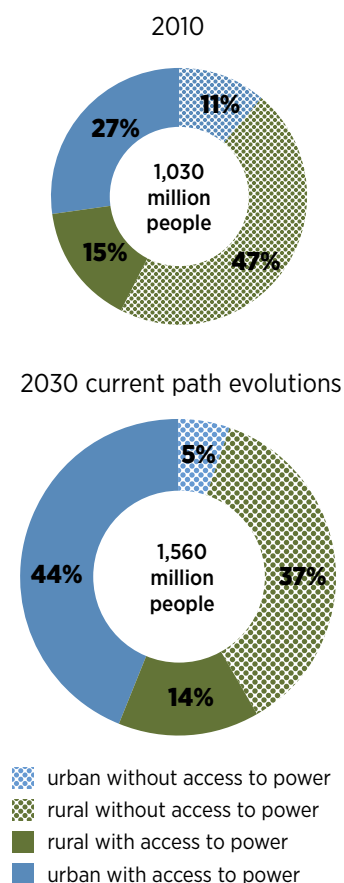 2010
11%
27%
1,030
million
people
15%
47%
2030 current path evolutions
5%
1,560
million
people
44%
37%
14%
urban without access to power
rural without access to power
rural with access to power
urban with access to power